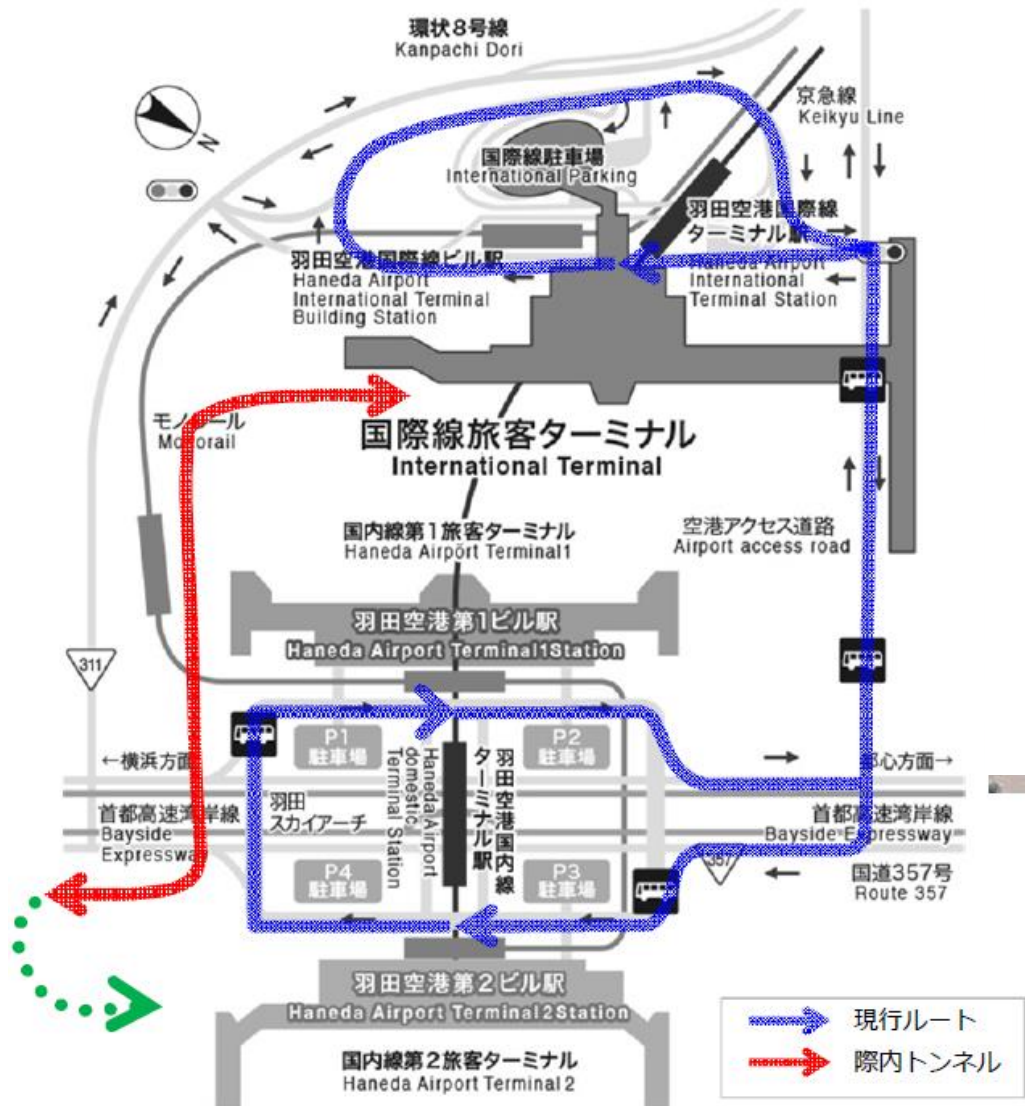 環状8号線
Kanpachi Dori
京急線
Keikyu Line
N
国際線駐車場
International Parking
羽田空港国際線
ターミナル駅
Haneda Airport
International
Terminal Station
羽田空港国際線ビル駅
Haneda Airport
International Terminal
Building Station
モノレール
Monorail
国際線旅客ターミナル
International Terminal
国内線第1旅客ターミナル
Haneda Airport Terminal1
空港アクセス道路
Airport access road
羽田空港第1ビル駅
Haneda Airport Terminal1Station
311
P1
駐車場
P2
駐車場
←横浜方面
都心方面→
羽田
スカイアーチ
Haneda Airport
domestic
Terminal Station
羽田空港国内線
ターミナル駅
首都高速湾岸線
Bayside
Expressway
首都高速湾岸線
Bayside Expressway
P4
駐車場
P3
駐車場
357
国道357号
Route 357
羽田空港第2ビル駅
Haneda Airport Terminal2Station
国内線第2旅客ターミナル
Haneda Airport Terminal 2
現行ルート
際内トンネル